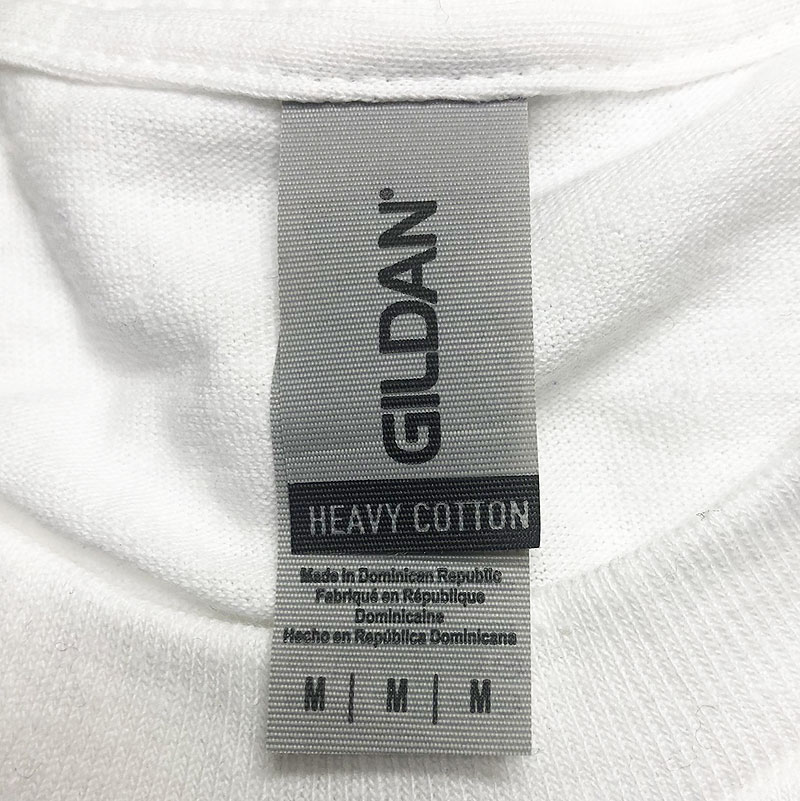 GILDAN®
HEAVY COTTON
Made in Dominican Republic
Fabriqué en République
Dominicaine
Hecho en República Dominicana
M | M | M